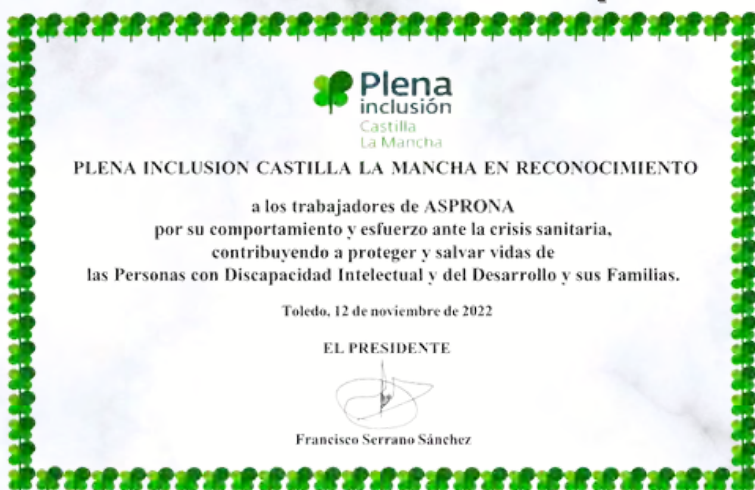 Plena
inclusión
Castilla
La Mancha
PLENA INCLUSION CASTILLA LA MANCHA EN RECONOCIMIENTO
a los trabajadores de ASPRONA
por su comportamiento y esfuerzo ante la crisis sanitaria,
contribuyendo a proteger y salvar vidas de
las Personas con Discapacidad Intelectual y del Desarrollo y sus Familias.
Toledo, 12 de noviembre de 2022
EL PRESIDENTE
Francisco Serrano Sánchez